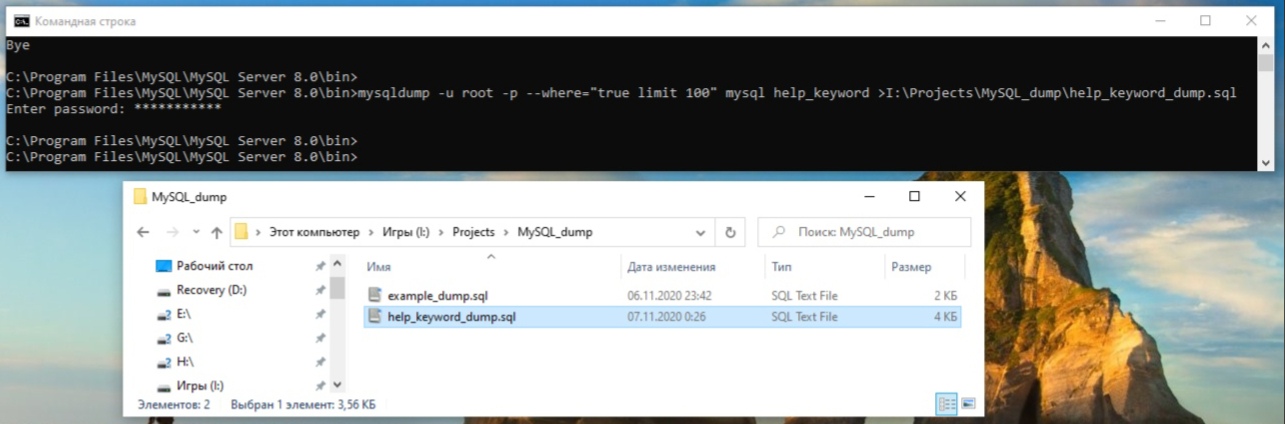 Командная строка
Bye
C:\Program Files\MySQL\MySQL Server 8.0\bin>
C:\Program Files\MySQL\MySQL Server 8.0\bin>mysqldump -u root -p --where="true limit 100" mysql help_keyword >I:\Projects\MySQL_dump\help_keyword_dump.sql
Enter password: ***********
C:\Program Files\MySQL\MySQL Server 8.0\bin>
C:\Program Files\MySQL\MySQL Server 8.0\bin>
MySQL_dump
Этот компьютер > Игры (I:) > Projects > MySQL_dump
Поиск: MySQL_dump
Рабочий стол
Recovery (D:)
E:\
G:\
H:\
Игры (I:)
Имя Дата изменения Тип Размер
example_dump.sql 06.11.2020 23:42 SQL Text File 2 КБ
help_keyword_dump.sql 07.11.2020 0:26 SQL Text File 4 КБ
Элементов: 2 Выбран 1 элемент: 3,56 КБ